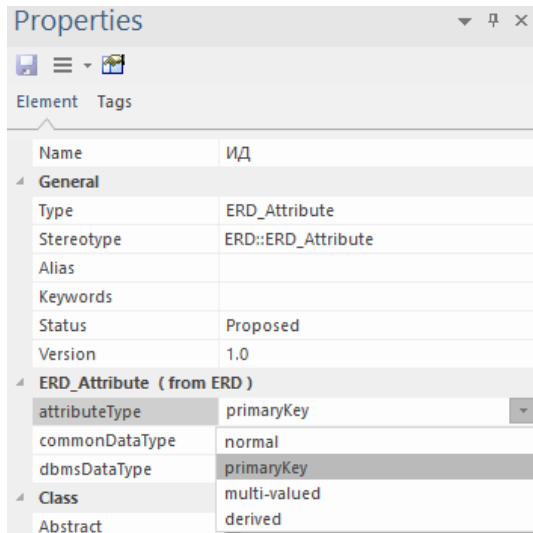 Properties
Element Tags
Name ИД
General
Type ERD_Attribute
Stereotype ERD::ERD_Attribute
Alias
Keywords
Status Proposed
Version 1.0
ERD_Attribute ( from ERD )
attributeType primaryKey
commonDataType normal
dbmsDataType primaryKey
multi-valued
Class
derived
Abstract